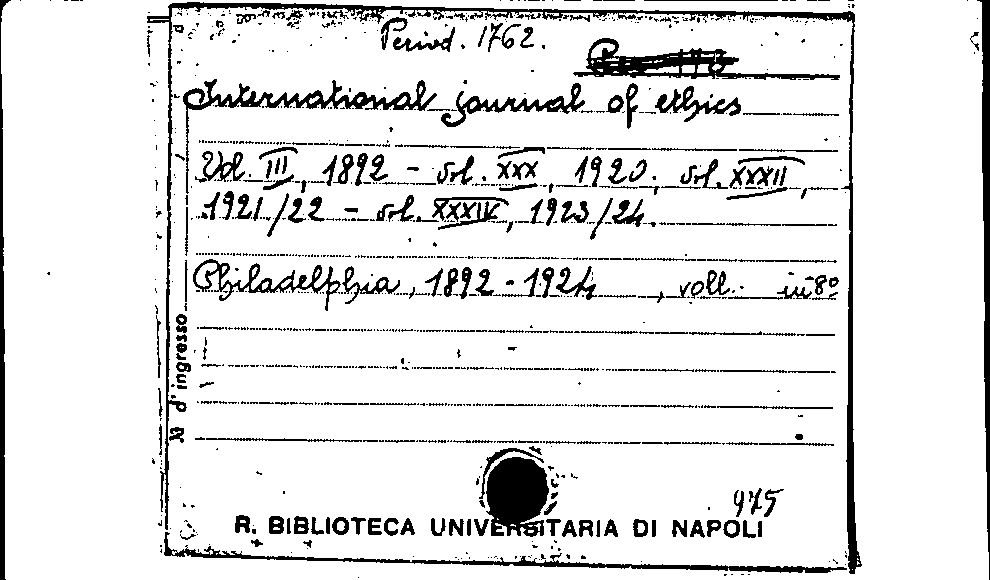 Period. 1762.
International journal of ethics
Vol. III, 1892 - vol. XXX, 1920; vol. XXXII,
1921/22 - vol. XXXIV, 1923/24.
Philadelphia, 1892-1924, voll. in 8º
N d'ingresso
975
R. BIBLIOTECA UNIVERSITARIA DI NAPOLI